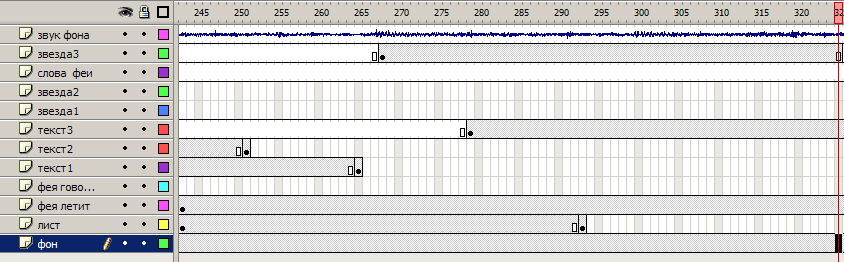 245 250 255 260 265 270 275 280 285 290 295 300 305 310 315 320 32
звук фона
звезда3
слова феи
звезда2
звезда1
текст3
текст2
текст1
фея гово...
фея летит
лист
фон